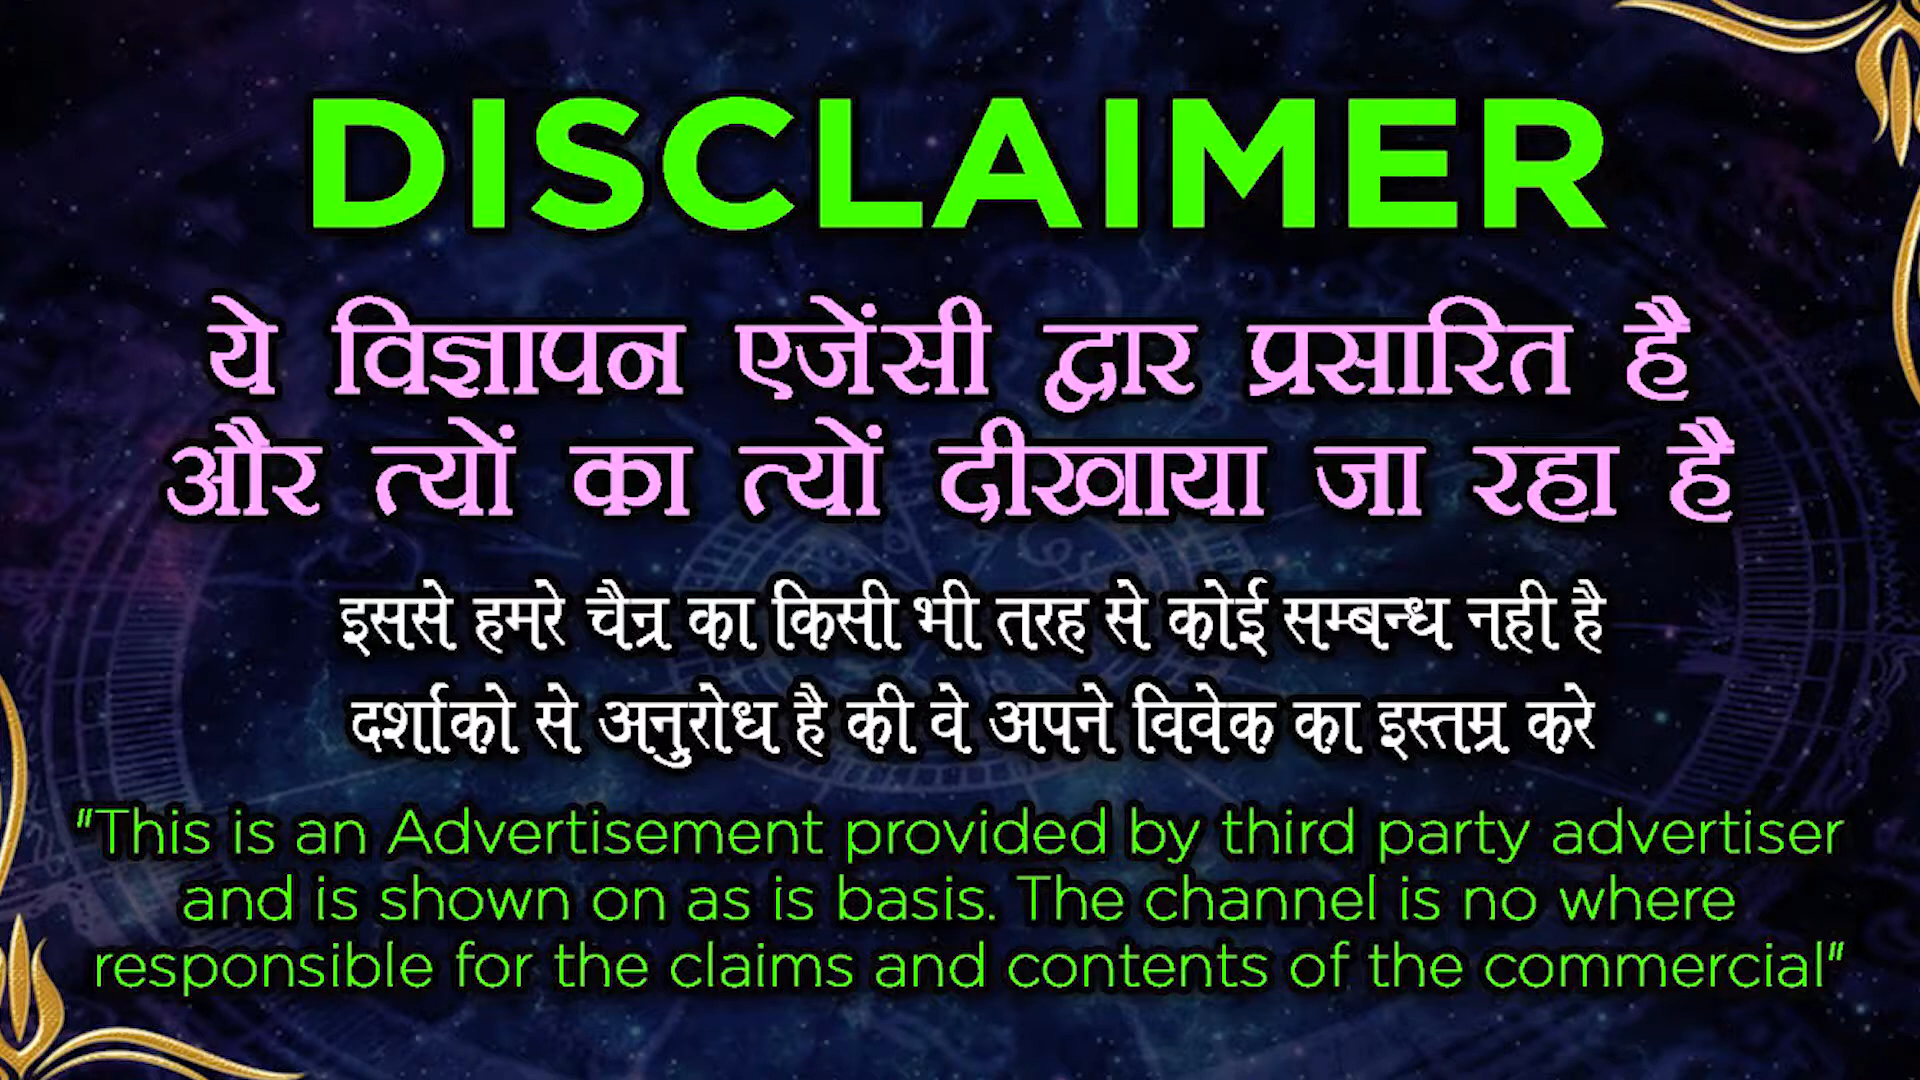 DISCLAIMER
ये विज्ञापन एजेंसी द्वार प्रसारित है
और त्यों का त्यों दीखाया जा रहा है
इससे हमरे चैन्र का किसी भी तरह से कोई सम्बन्ध नही है
दर्शाको से अनुरोध है की वे अपने विवेक का इस्तम्र करे
"This is an Advertisement provided by third party advertiser
and is shown on as is basis. The channel is no where
responsible for the claims and contents of the commercial"